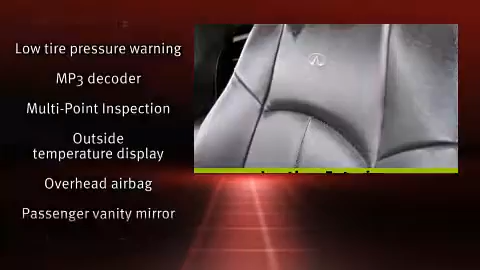 Low tire pressure warning
MP3 decoder
Multi-Point Inspection
Outside
temperature display
Overhead airbag
Passenger vanity mirror